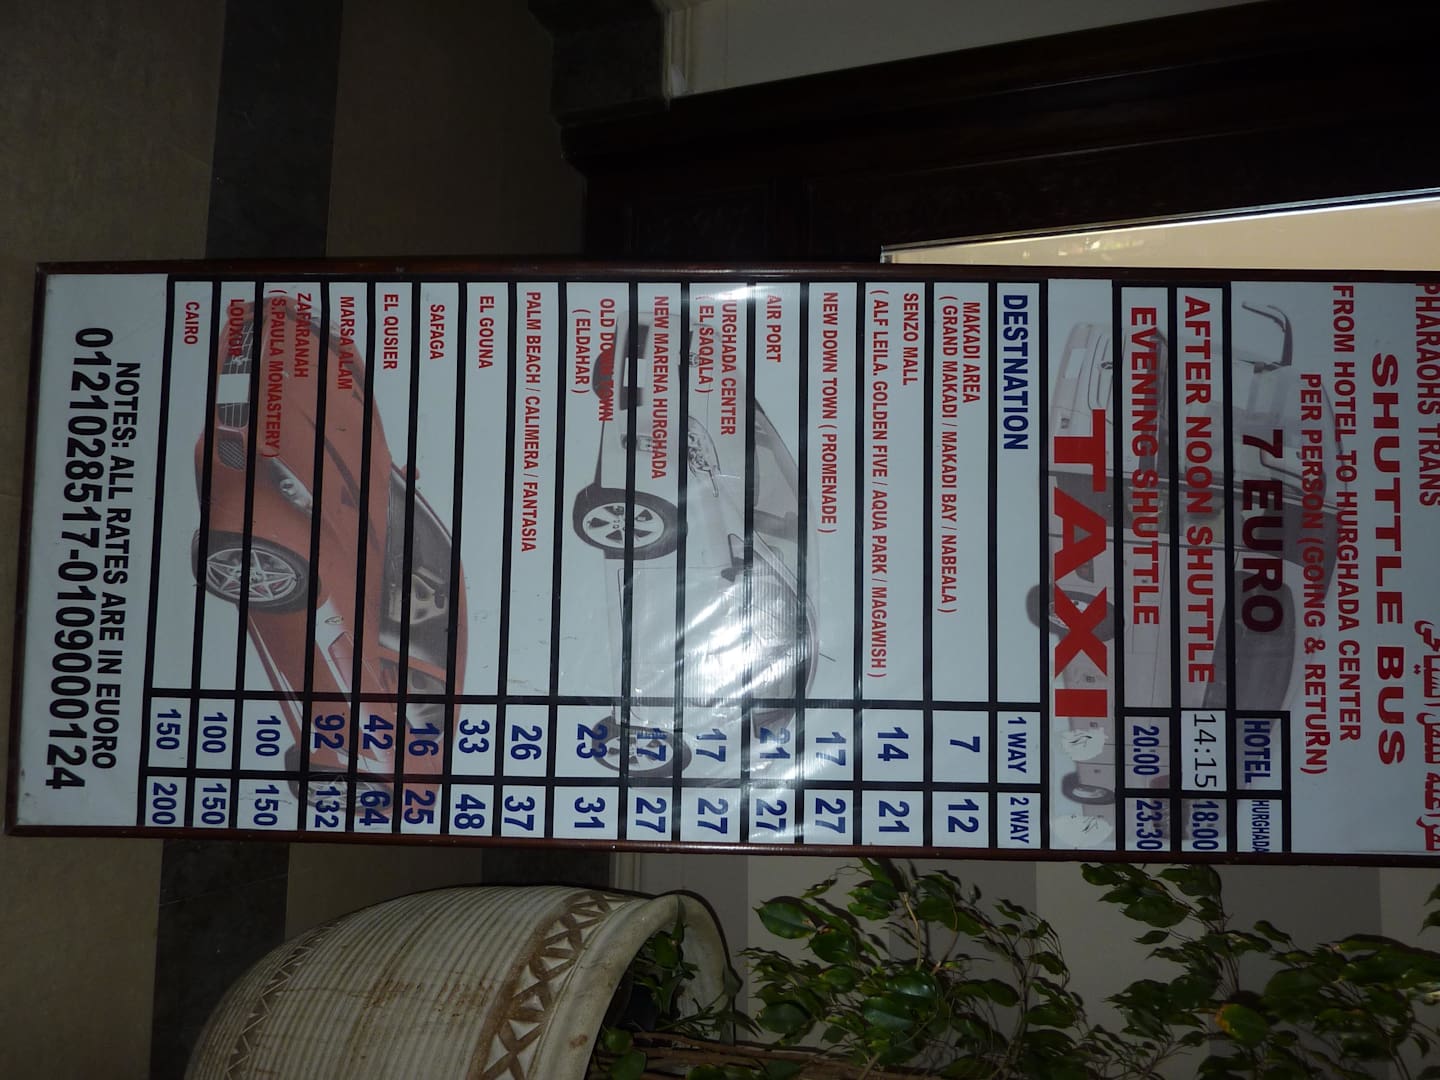 PHARAOHS TRANS
SHUTTLE BUS
FROM HOTEL TO HURGHADA CENTER
PER PERSON (GOING & RETURN)
7 EURO HOTEL HURGHADA
AFTER NOON SHUTTLE 14:15 18:00
EVENING SHUTTLE 20:00 23:30
TAXI
DESTNATION 1 WAY 2 WAY
MAKADI AREA
( GRAND MAKADI / MAKADI BAY / NABEALA ) 7 12
SENZO MALL
( ALF LEILA, GOLDEN FIVE / AQUA PARK / MAGAWISH ) 14 21
NEW DOWN TOWN ( PROMENADE ) 17 27
AIR PORT 21 27
HURGHADA CENTER
( EL SAQALA ) 17 27
NEW MARENA HURGHADA 17 27
OLD DOWN TOWN
( ELDAHAR ) 23 31
PALM BEACH / CALIMERA / FANTASIA 26 37
EL GOUNA 33 48
SAFAGA 16 25
EL QUSIER 42 64
MARSA ALAM 92 132
ZAFARANAH
( S.PAULA MONASTERY ) 100 150
LOUXOR 100 150
CAIRO 150 200
NOTES: ALL RATES ARE IN EUORO
0121028517-01090000124